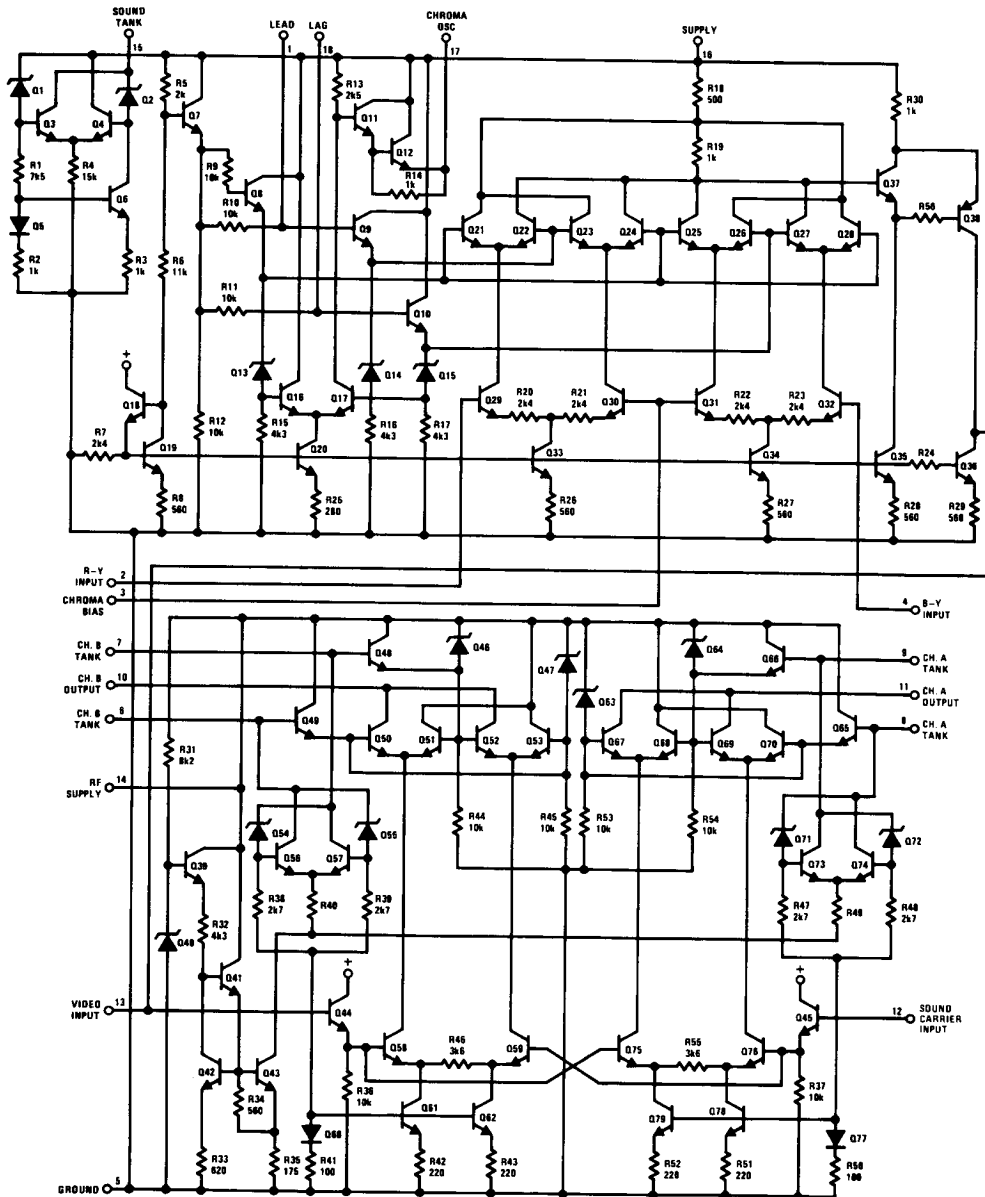 SOUND
TANK
15
LEAD
1
LAG
18
CHROMA
OSC
17
SUPPLY
16
Q1
Q2
Q3
Q4
R5
2k
Q7
R13
2k5
Q11
Q12
R14
1k
R18
500
R19
1k
R30
1k
R1
7k5
R4
15k
Q6
R9
10k
Q8
Q5
R2
1k
R3
1k
R6
11k
R10
10k
Q9
Q21
Q22
Q23
Q24
Q25
Q26
Q27
Q28
Q37
R56
Q38
R11
10k
Q10
Q13
Q14
Q15
+
Q18
R7
2k4
Q19
R12
10k
R15
4k3
Q16
Q17
R16
4k3
R17
4k3
Q29
R20
2k4
R21
2k4
Q30
Q31
R22
2k4
R23
2k4
Q32
R8
560
Q20
R25
280
Q33
R26
560
Q34
R27
560
Q35
R24
Q36
R28
560
R29
560
R-Y
INPUT
2
CHROMA
BIAS
3
4
B-Y
INPUT
CH. B
TANK
7
CH. B
OUTPUT
10
CH. B
TANK
6
Q48
Q46
Q47
Q63
Q64
Q66
9
CH. A
TANK
11
CH. A
OUTPUT
8
CH. A
TANK
Q49
Q50
Q51
Q52
Q53
Q67
Q68
Q69
Q70
Q65
R31
8k2
RF
SUPPLY
14
R44
10k
R45
10k
R53
10k
R54
10k
Q54
Q55
Q56
Q57
Q71
Q72
Q73
Q74
Q39
R38
2k7
R40
R39
2k7
R47
2k7
R49
R48
2k7
R32
4k3
Q40
Q41
+
+
VIDEO
INPUT
13
Q44
Q45
12
SOUND
CARRIER
INPUT
Q58
R46
3k6
Q59
Q75
R55
3k6
Q76
Q42
Q43
R34
560
R36
10k
R37
10k
Q61
Q62
Q79
Q78
Q60
Q77
R33
620
R35
175
R41
100
R42
220
R43
220
R52
220
R51
220
R50
100
GROUND
5